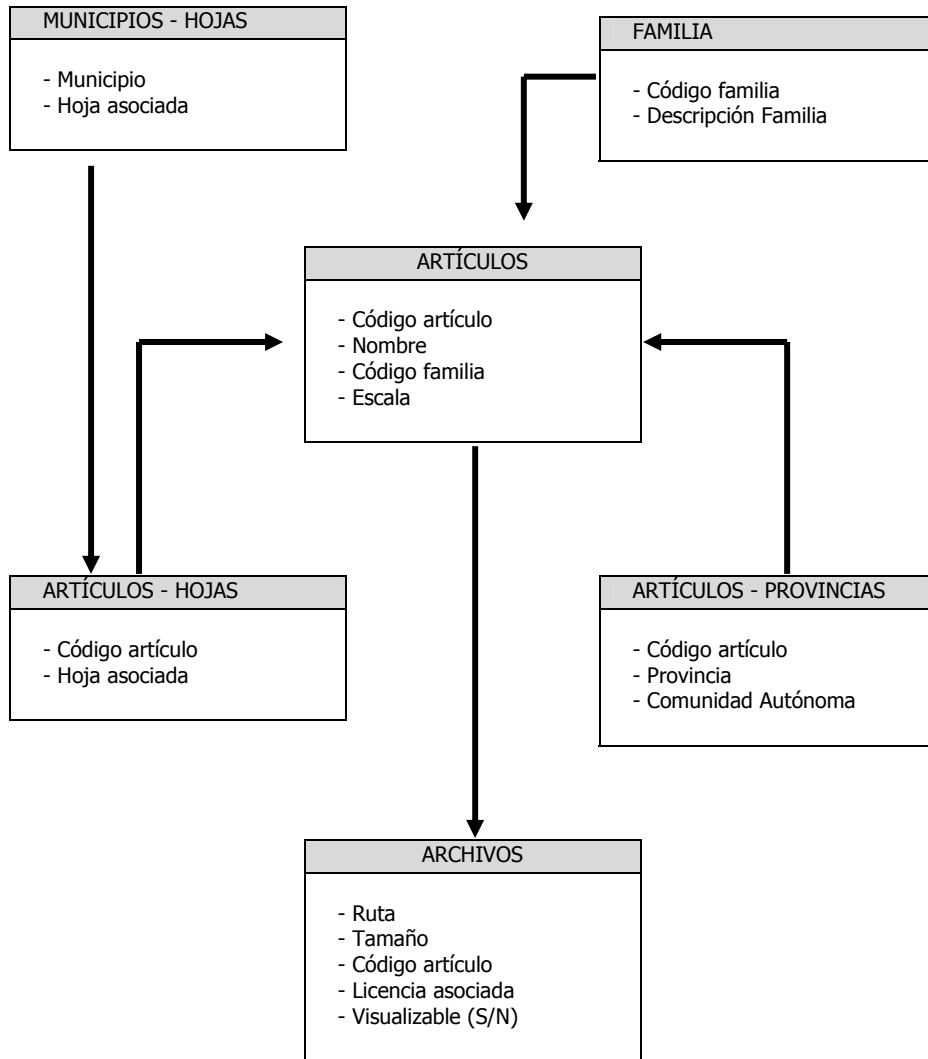 MUNICIPIOS - HOJAS
- Municipio
- Hoja asociada
FAMILIA
- Código familia
- Descripción Familia
ARTÍCULOS
- Código artículo
- Nombre
- Código familia
- Escala
ARTÍCULOS - HOJAS
- Código artículo
- Hoja asociada
ARTÍCULOS - PROVINCIAS
- Código artículo
- Provincia
- Comunidad Autónoma
ARCHIVOS
- Ruta
- Tamaño
- Código artículo
- Licencia asociada
- Visualizable (S/N)